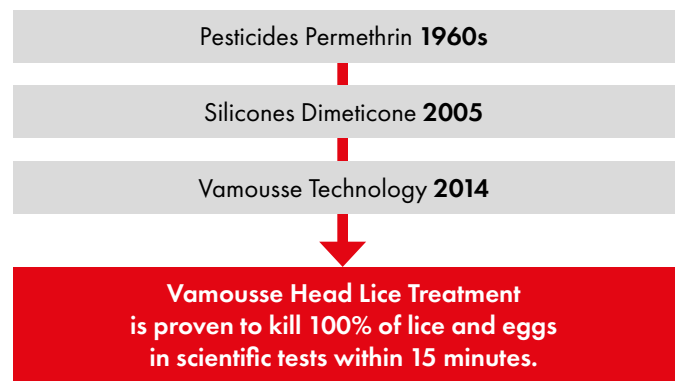 Pesticides Permethrin 1960s
Silicones Dimeticone 2005
Vamousse Technology 2014
Vamousse Head Lice Treatment
is proven to kill 100% of lice and eggs
in scientific tests within 15 minutes.